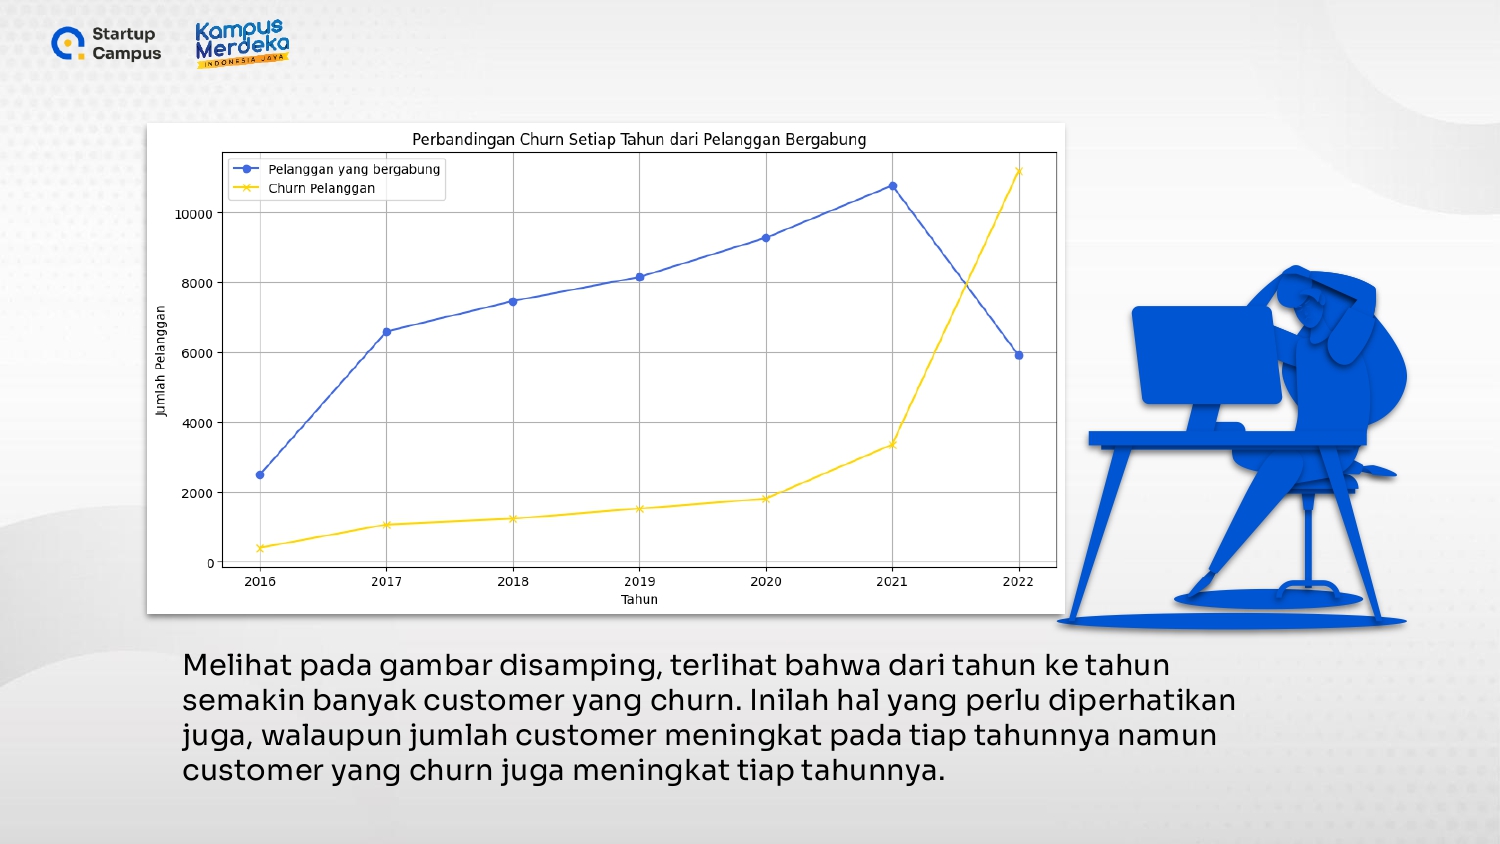 Startup
Campus
Kampus
Merdeka
INDONESIA JAYA
Perbandingan Churn Setiap Tahun dari Pelanggan Bergabung
Pelanggan yang bergabung
Churn Pelanggan
10000
8000
6000
4000
2000
0
Jumlah Pelanggan
2016 2017 2018 2019 2020 2021 2022
Tahun
Melihat pada gambar disamping, terlihat bahwa dari tahun ke tahun
semakin banyak customer yang churn. Inilah hal yang perlu diperhatikan
juga, walaupun jumlah customer meningkat pada tiap tahunnya namun
customer yang churn juga meningkat tiap tahunnya.